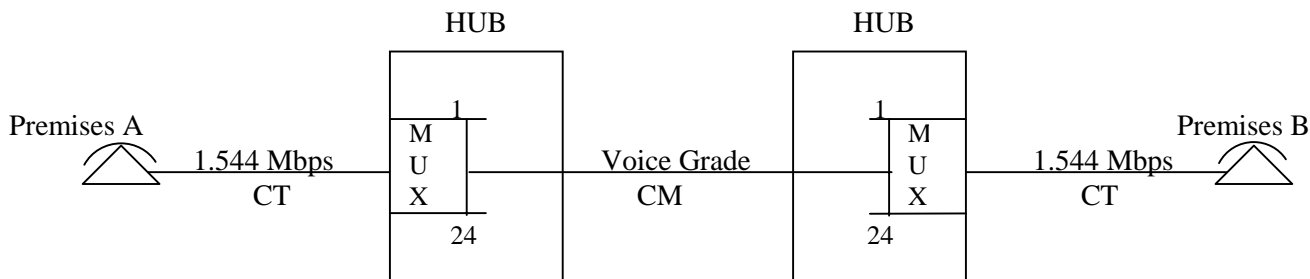 HUB HUB
1 1
Premises A M M Premises B
1.544 Mbps U Voice Grade U 1.544 Mbps
CT X CM X CT
24 24